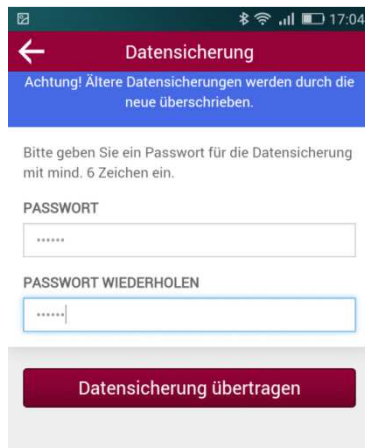 17:04
Datensicherung
Achtung! Ältere Datensicherungen werden durch die
neue überschrieben.
Bitte geben Sie ein Passwort für die Datensicherung
mit mind. 6 Zeichen ein.
PASSWORT
······
PASSWORT WIEDERHOLEN
······
Datensicherung übertragen